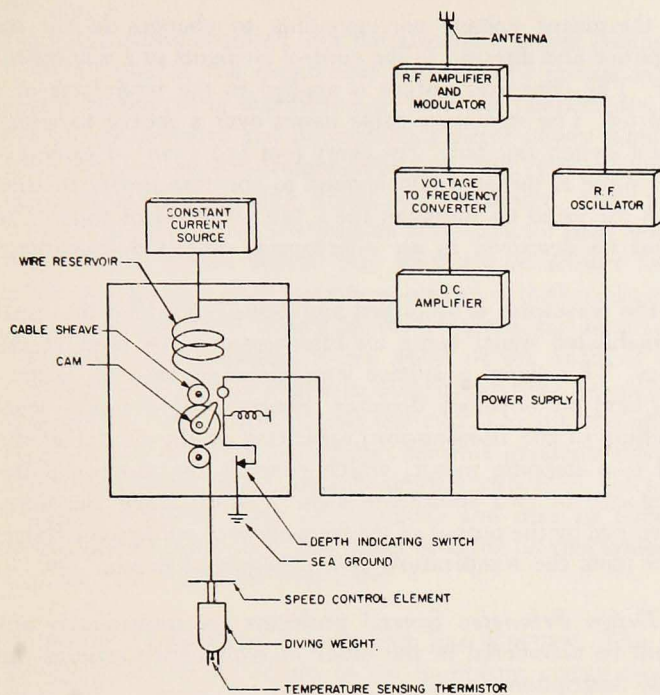 ANTENNA
R.F. AMPLIFIER
AND
MODULATOR
VOLTAGE
TO FREQUENCY
CONVERTER
R.F.
OSCILLATOR
CONSTANT
CURRENT
SOURCE
WIRE RESERVOIR
D.C.
AMPLIFIER
CABLE SHEAVE
CAM
POWER SUPPLY
DEPTH INDICATING SWITCH
SEA GROUND
SPEED CONTROL ELEMENT
DIVING WEIGHT
TEMPERATURE SENSING THERMISTOR